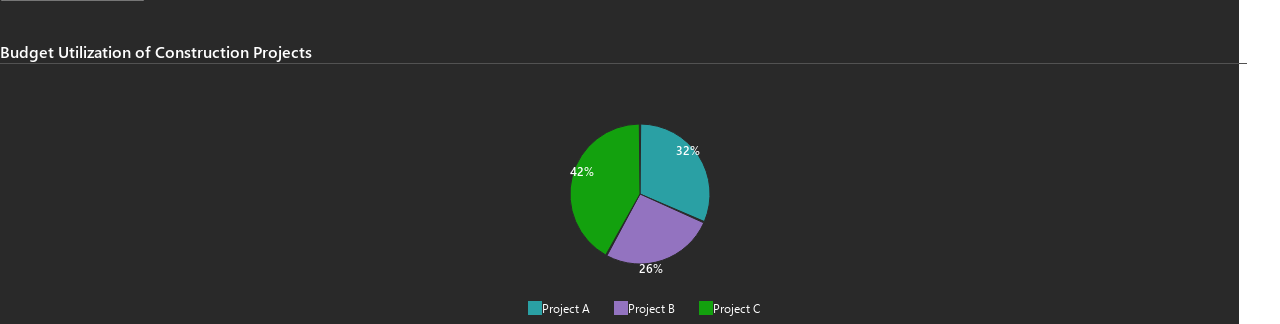 Budget Utilization of Construction Projects
32%
42%
26%
Project A
Project B
Project C